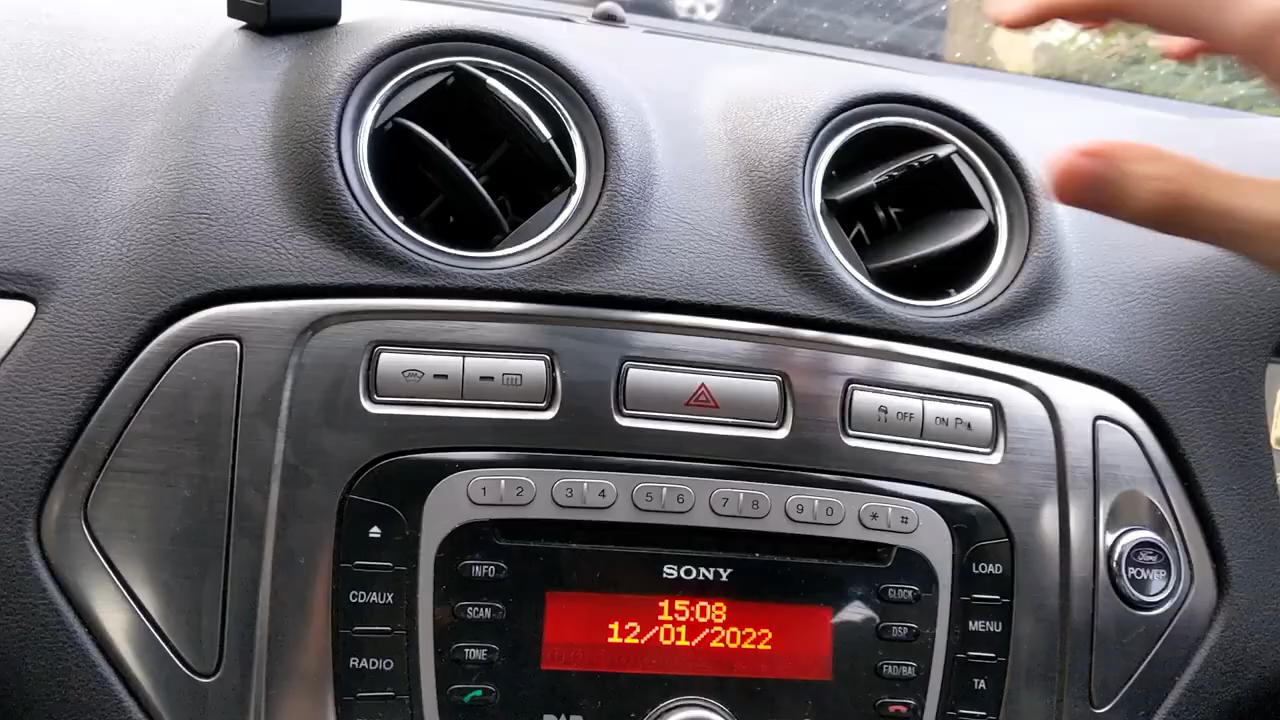 OFF
ON P
1 2
3 4
5 6
7 8
9 0
* #
SONY
15:08
12/01/2022
INFO
SCAN
TONE
CD/AUX
RADIO
CLOCK
DSP
FAD/BAL
LOAD
MENU
TA
Ford
POWER